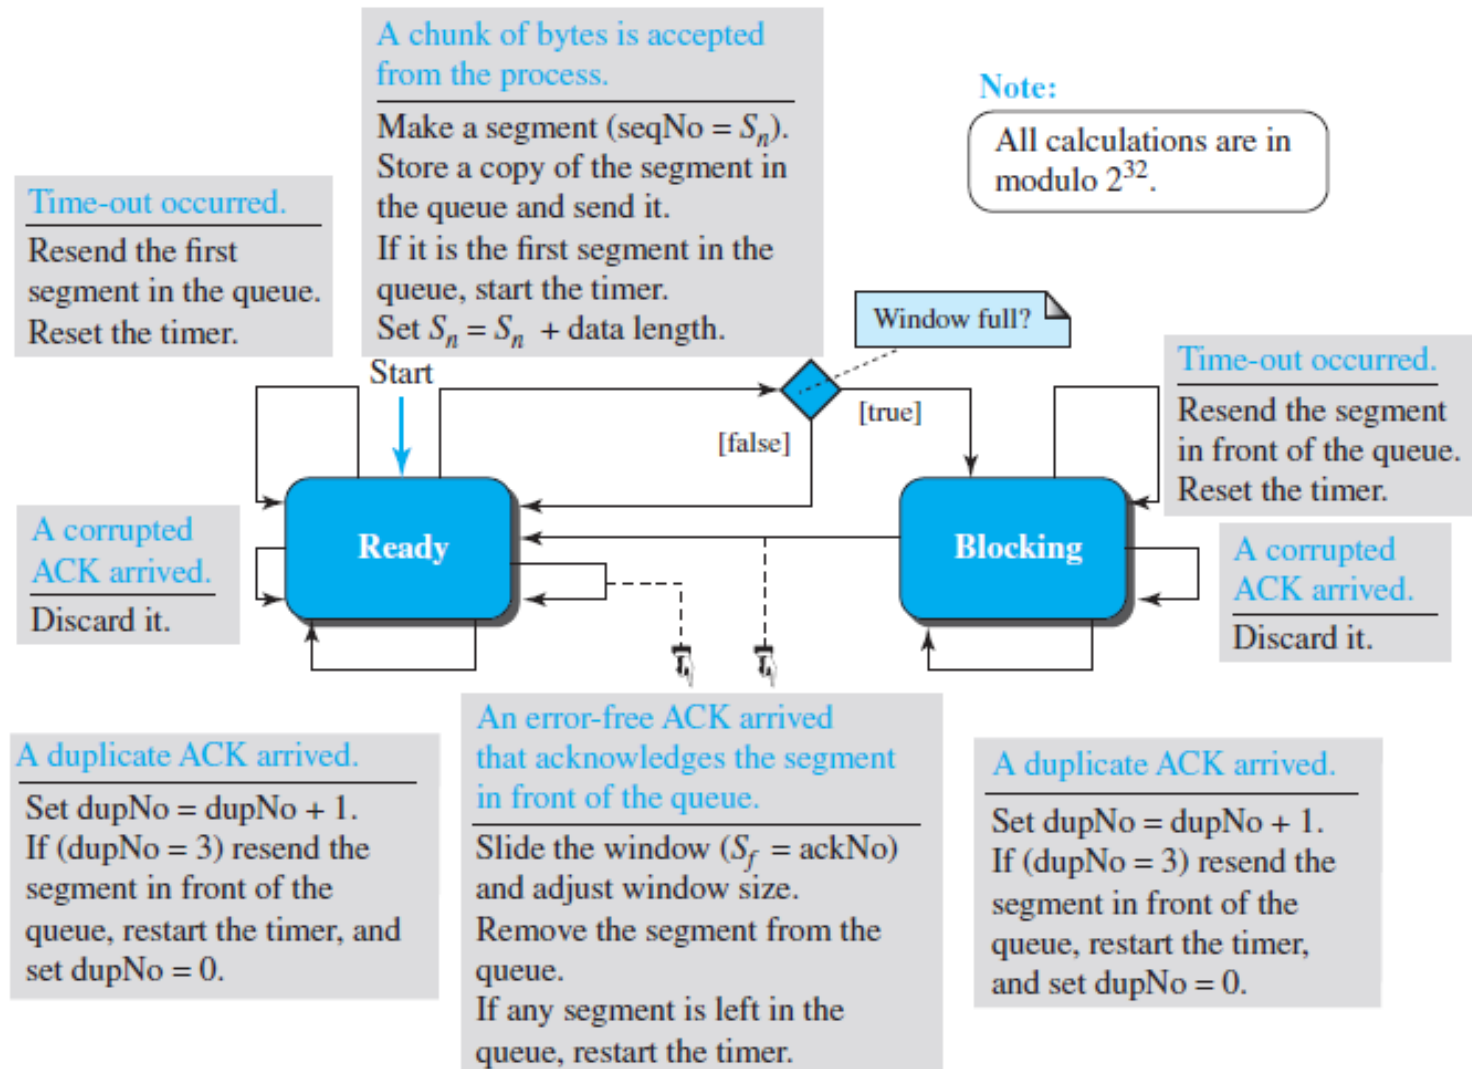 A chunk of bytes is accepted
from the process.
Make a segment (seqNo = Sₙ).
Store a copy of the segment in
the queue and send it.
If it is the first segment in the
queue, start the timer.
Set Sₙ = Sₙ + data length.
Note:
All calculations are in
modulo 2³².
Time-out occurred.
Resend the first
segment in the queue.
Reset the timer.
Window full?
Start
[true]
[false]
Time-out occurred.
Resend the segment
in front of the queue.
Reset the timer.
A corrupted
ACK arrived.
Discard it.
Ready
Blocking
A corrupted
ACK arrived.
Discard it.
A duplicate ACK arrived.
Set dupNo = dupNo + 1.
If (dupNo = 3) resend the
segment in front of the
queue, restart the timer, and
set dupNo = 0.
An error-free ACK arrived
that acknowledges the segment
in front of the queue.
Slide the window (S_f = ackNo)
and adjust window size.
Remove the segment from the
queue.
If any segment is left in the
queue, restart the timer.
A duplicate ACK arrived.
Set dupNo = dupNo + 1.
If (dupNo = 3) resend the
segment in front of the
queue, restart the timer,
and set dupNo = 0.